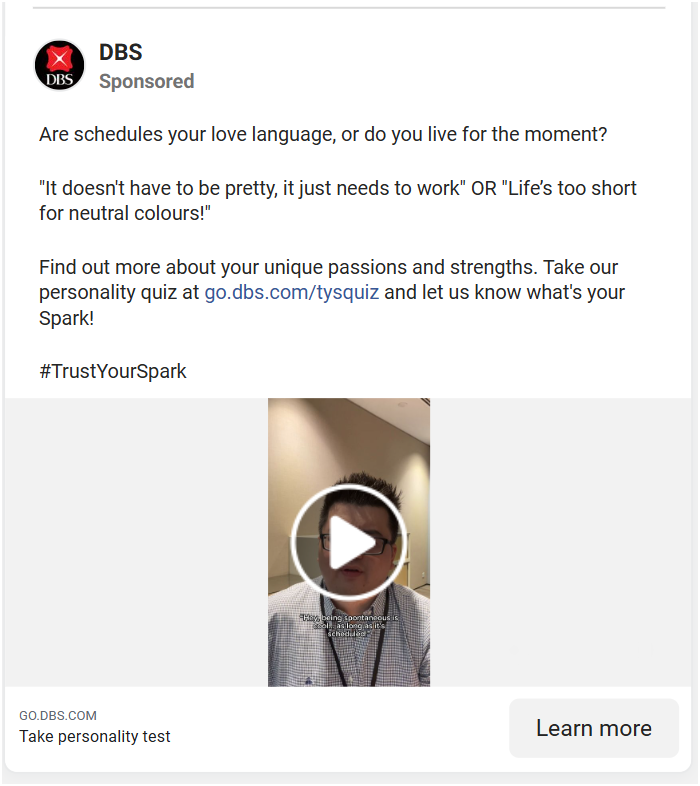 DBS
DBS
Sponsored
Are schedules your love language, or do you live for the moment?
"It doesn't have to be pretty, it just needs to work" OR "Life’s too short
for neutral colours!"
Find out more about your unique passions and strengths. Take our
personality quiz at go.dbs.com/tysquiz and let us know what's your
Spark!
#TrustYourSpark
"Hey, being spontaneous is
cool... as long as it's
scheduled!"
GO.DBS.COM
Take personality test
Learn more